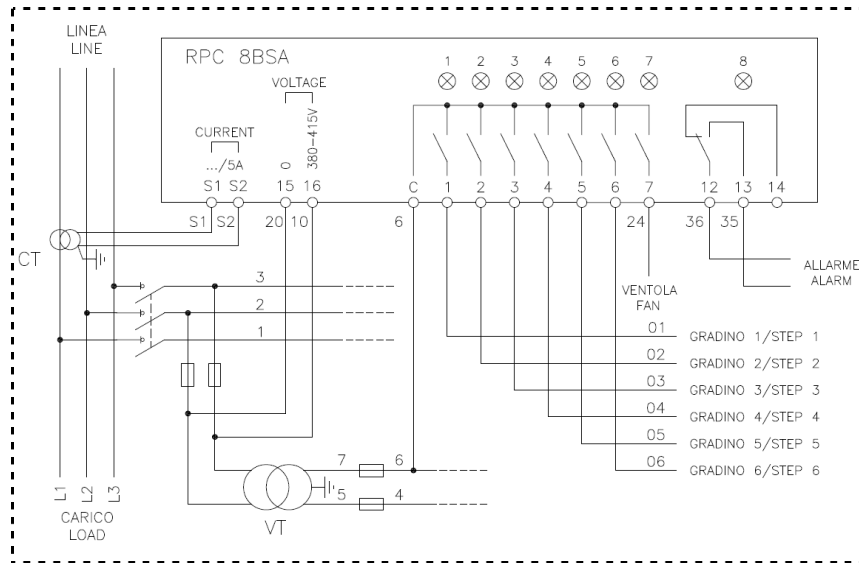 LINEA
LINE
RPC 8BSA
1 2 3 4 5 6 7 8
VOLTAGE
CURRENT
.../5A
0
380-415V
S1 S2 15 16 C 1 2 3 4 5 6 7 12 13 14
S1 S2 20 10 6 24 36 35
CT
ALLARME
ALARM
3
2
1
VENTOLA
FAN
01 GRADINO 1/STEP 1
02 GRADINO 2/STEP 2
03 GRADINO 3/STEP 3
04 GRADINO 4/STEP 4
05 GRADINO 5/STEP 5
06 GRADINO 6/STEP 6
7 6
5 4
L1 L2 L3
CARICO
LOAD
VT